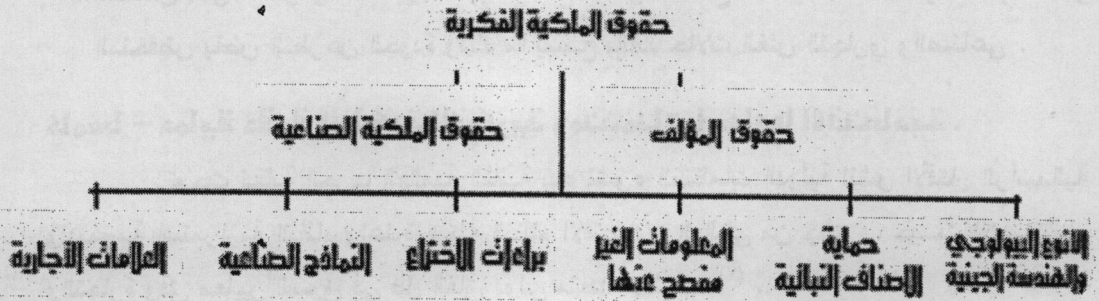 حقوق الملكية الفكرية
حقوق المؤلف
حقوق الملكية الصناعية
الأنوع البيولوجي والهندسة الجينية
حماية الاصناف النباتية
المعلومات الغير مفصح عنها
براءات الاختراع
النماذج الصناعية
العلامات التجارية